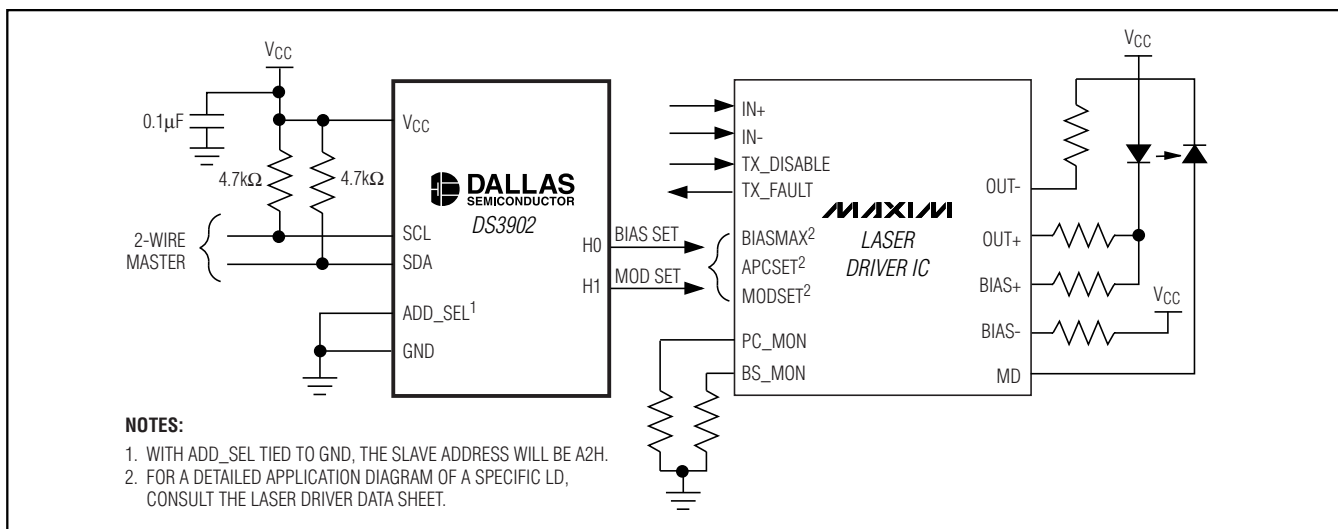 VCC
0.1µF
4.7kΩ
4.7kΩ
2-WIRE
MASTER
VCC
DALLAS
SEMICONDUCTOR
DS3902
SCL
SDA
ADD_SEL1
GND
H0
H1
BIAS SET
MOD SET
IN+
IN-
TX_DISABLE
TX_FAULT
MAXIM
LASER
DRIVER IC
BIASMAX2
APCSET2
MODSET2
PC_MON
BS_MON
OUT-
OUT+
BIAS+
BIAS-
MD
VCC
VCC
NOTES:
1. WITH ADD_SEL TIED TO GND, THE SLAVE ADDRESS WILL BE A2H.
2. FOR A DETAILED APPLICATION DIAGRAM OF A SPECIFIC LD,
CONSULT THE LASER DRIVER DATA SHEET.